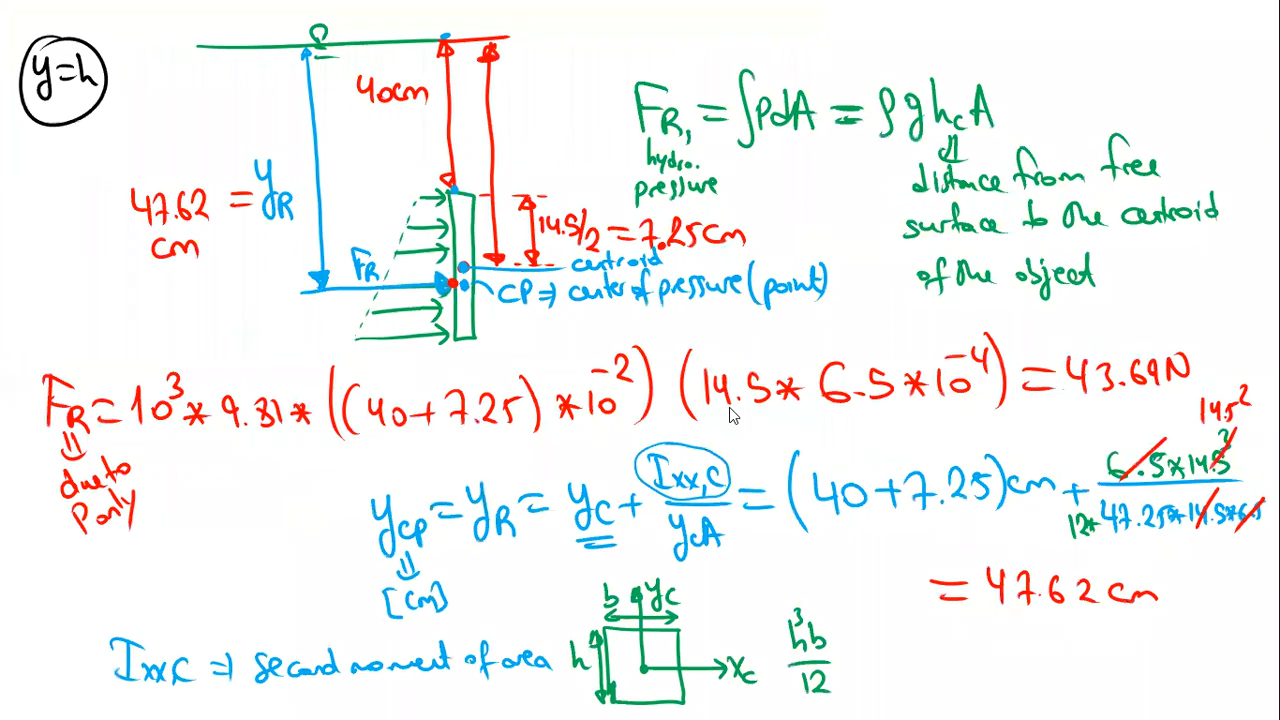 y=h
40cm
47.62 = yR
cm
14.5/2 = 7.25cm
FR
centroid
CP ⇒ center of pressure (point)
FR, = ∫PdA = ρghcA
hydro.
pressure
distance from free
surface to the centroid
of the object
FR = 10³ * 9.81 * ((40+7.25) * 10⁻²) (14.5 * 6.5 * 10⁻⁴) = 43.69N
due to
P only
14.5²
ycp = yR = yc + Ixx,c / ycA = (40+7.25)cm + 6.5*14.5³ / 12*47.25*14.5*6.5
[cm]
= 47.62 cm
Ixx,c ⇒ second moment of area
b
yc
h
xc
h³b / 12